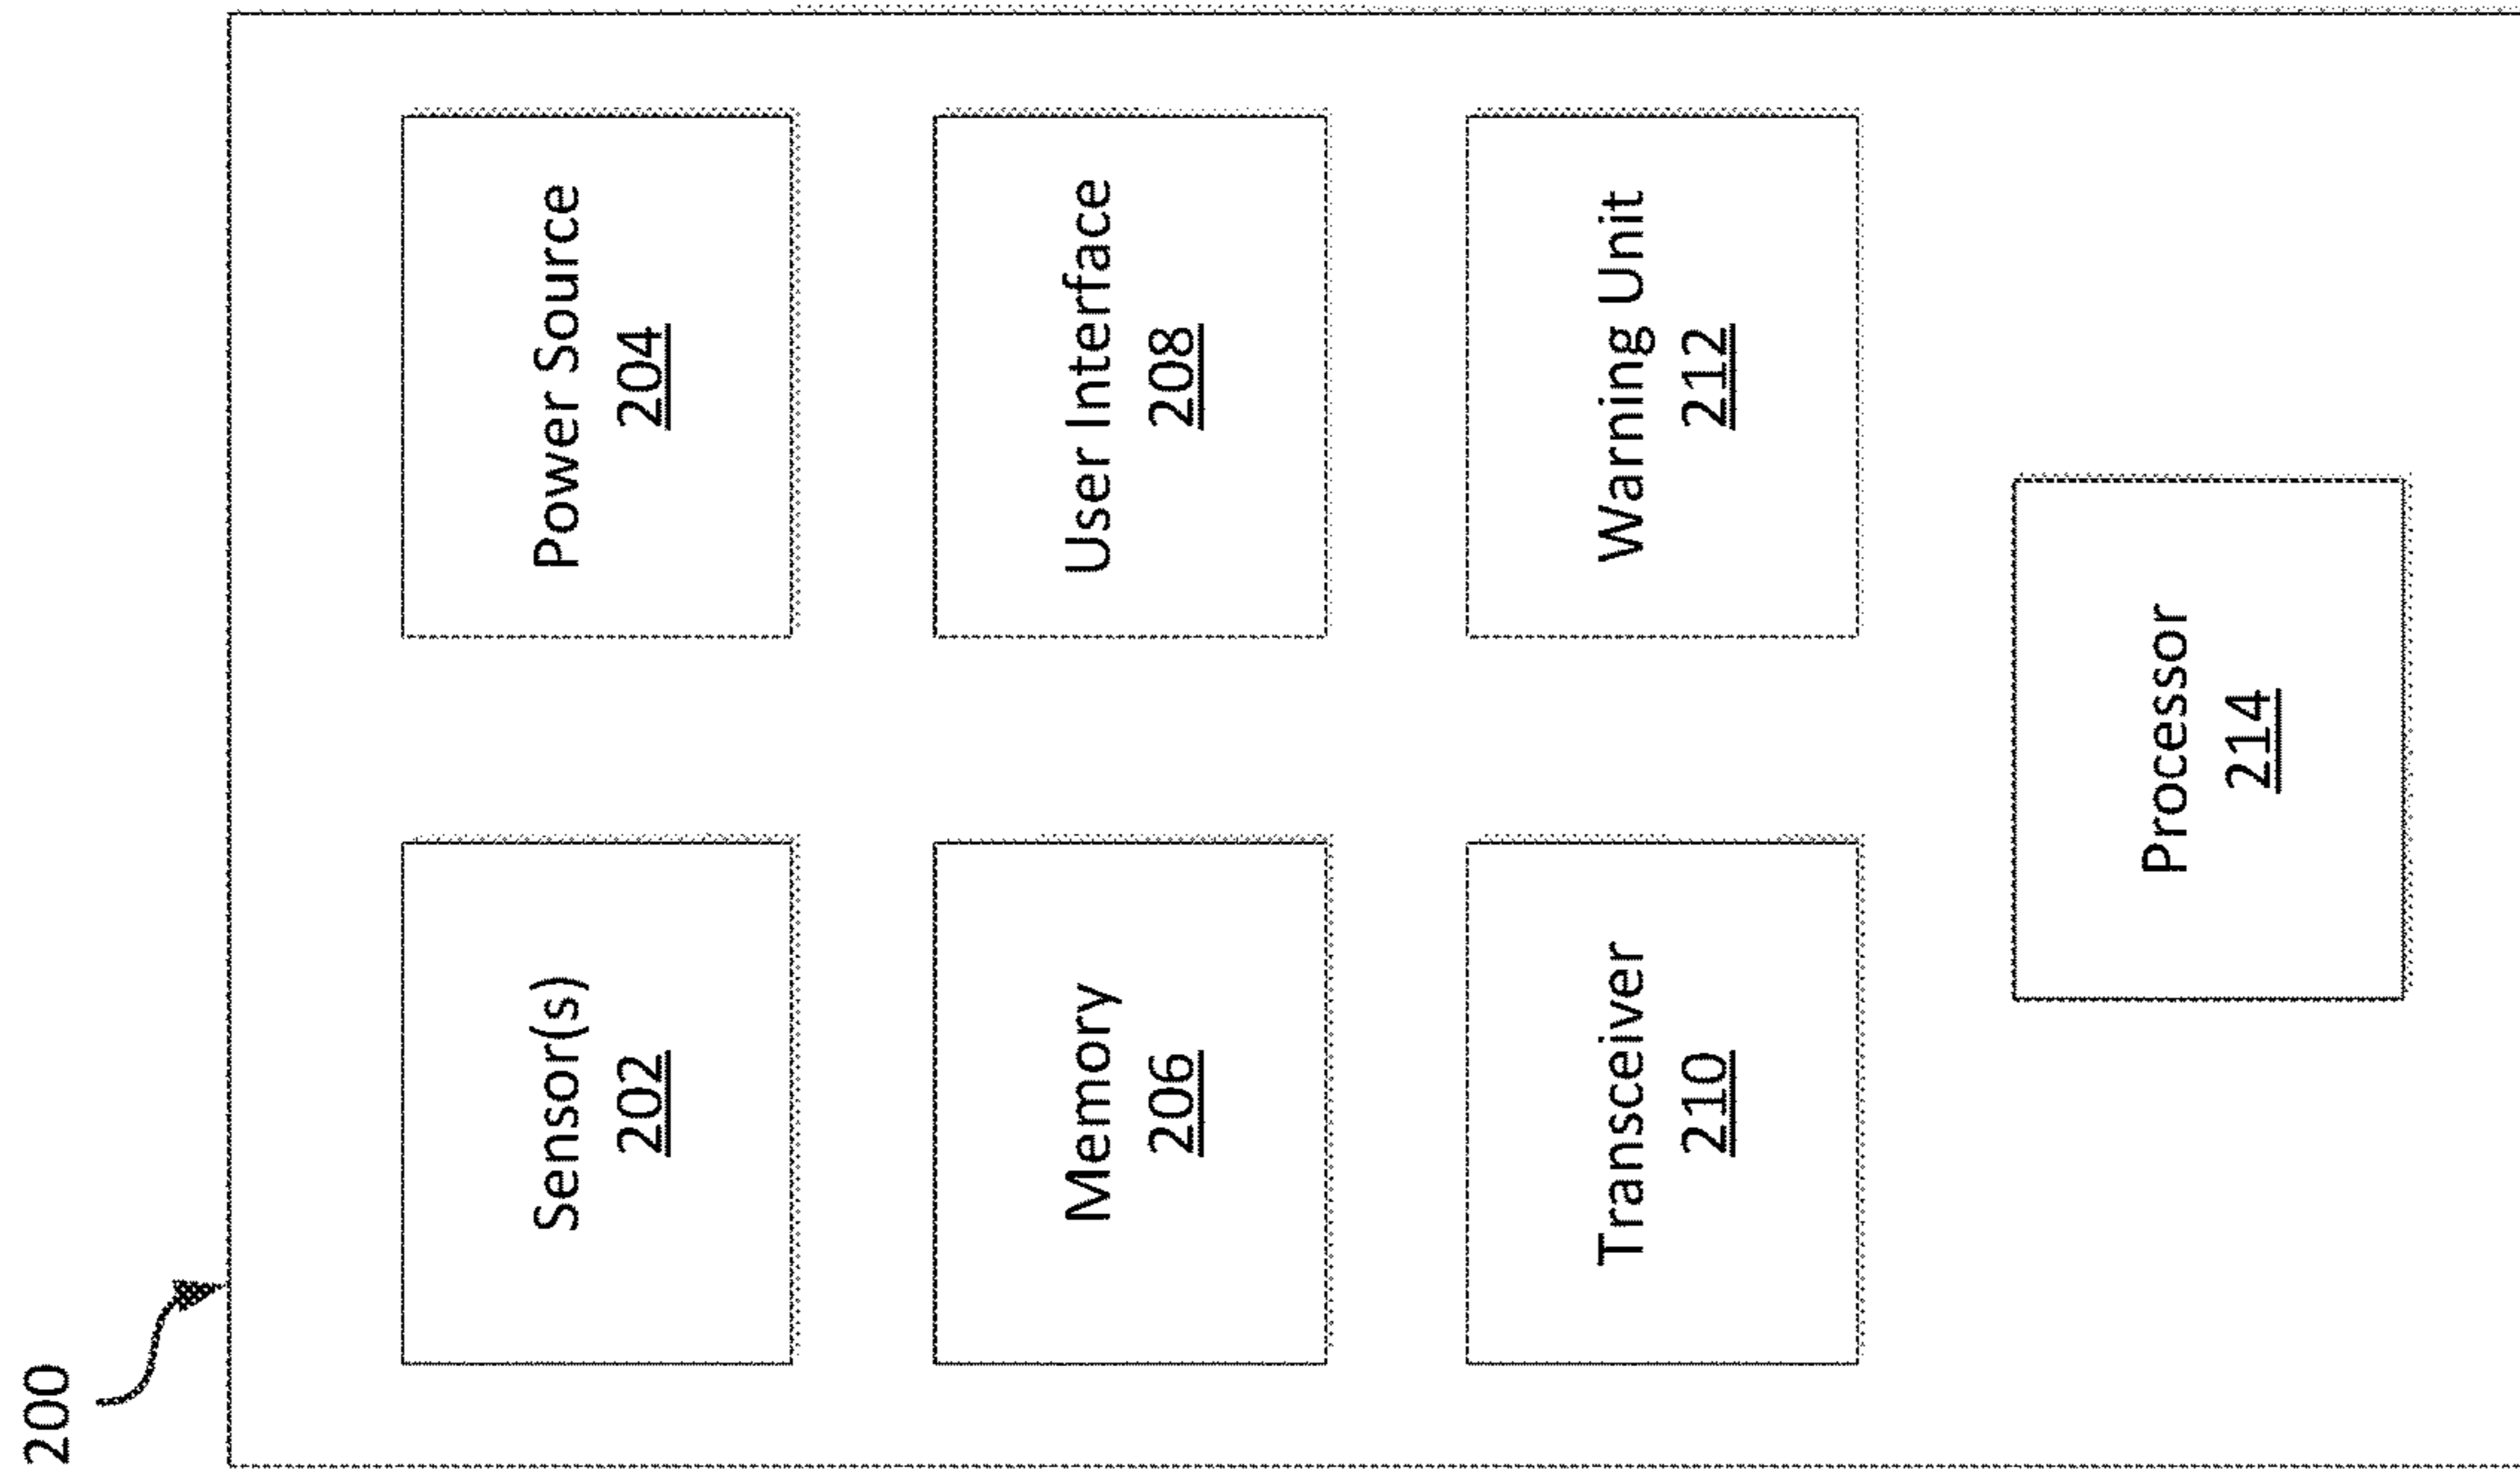 200
Sensor(s)
202
Power Source
204
Memory
206
User Interface
208
Transceiver
210
Warning Unit
212
Processor
214